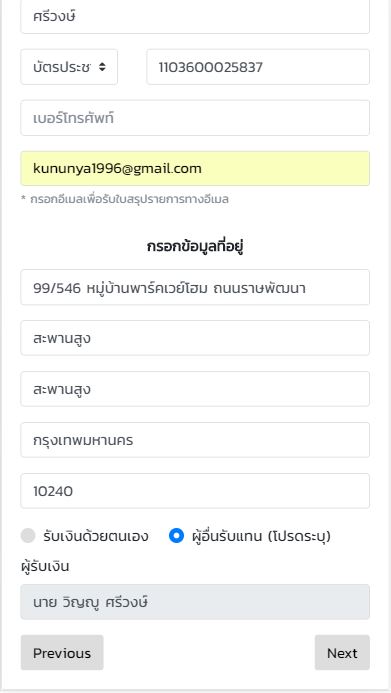 ศรีวงษ์
บัตรประช 1103600025837
เบอร์โทรศัพท์
kununya1996@gmail.com
* กรอกอีเมลเพื่อรับใบสรุปรายการทางอีเมล
กรอกข้อมูลที่อยู่
99/546 หมู่บ้านพาร์คเวย์โฮม ถนนราษพัฒนา
สะพานสูง
สะพานสูง
กรุงเทพมหานคร
10240
รับเงินด้วยตนเอง ผู้อื่นรับแทน (โปรดระบุ)
ผู้รับเงิน
นาย วิญญู ศรีวงษ์
Previous Next